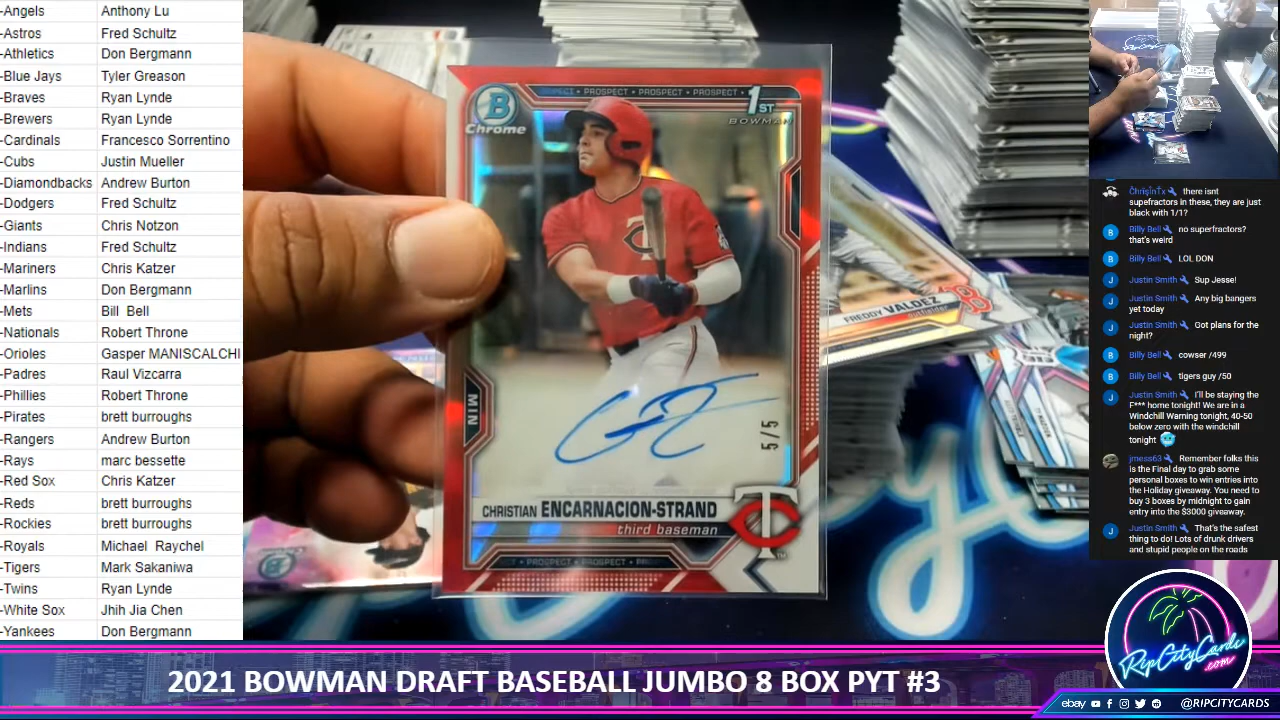 -Angels Anthony Lu
-Astros Fred Schultz
-Athletics Don Bergmann
-Blue Jays Tyler Greason
-Braves Ryan Lynde
-Brewers Ryan Lynde
-Cardinals Francesco Sorrentino
-Cubs Justin Mueller
-Diamondbacks Andrew Burton
-Dodgers Fred Schultz
-Giants Chris Notzon
-Indians Fred Schultz
-Mariners Chris Katzer
-Marlins Don Bergmann
-Mets Bill Bell
-Nationals Robert Throne
-Orioles Gasper MANISCALCHI
-Padres Raul Vizcarra
-Phillies Robert Throne
-Pirates brett burroughs
-Rangers Andrew Burton
-Rays marc bessette
-Red Sox Chris Katzer
-Reds brett burroughs
-Rockies brett burroughs
-Royals Michael Raychel
-Tigers Mark Sakaniwa
-Twins Ryan Lynde
-White Sox Jhih Jia Chen
-Yankees Don Bergmann
PROSPECT • PROSPECT • PROSPECT
B
Chrome
1ST
BOWMAN
MIN
5/5
CHRISTIAN ENCARNACION-STRAND
third baseman
PROSPECT • PROSPECT
FREDDY VALDEZ
outfielder
there isnt
supefractors in these, they are just
black with 1/1?
Billy Bell no superfractors?
that's weird
Billy Bell LOL DON
Justin Smith Sup Jesse!
Justin Smith Any big bangers
yet today
Justin Smith Got plans for the
night?
Billy Bell cowser /499
Billy Bell tigers guy /50
Justin Smith I'll be staying the
F*** home tonight! We are in a
Windchill Warning tonight, 40-50
below zero with the windchill
tonight
jmess63 Remember folks this
is the Final day to grab some
personal boxes to win entries into
the Holiday giveaway. You need to
buy 3 boxes by midnight to gain
entry into the $3000 giveaway.
Justin Smith That's the safest
thing to do! Lots of drunk drivers
and stupid people on the roads
RipCityCards
.com
2021 BOWMAN DRAFT BASEBALL JUMBO 8 BOX PYT #3
ebay @RIPCITYCARDS